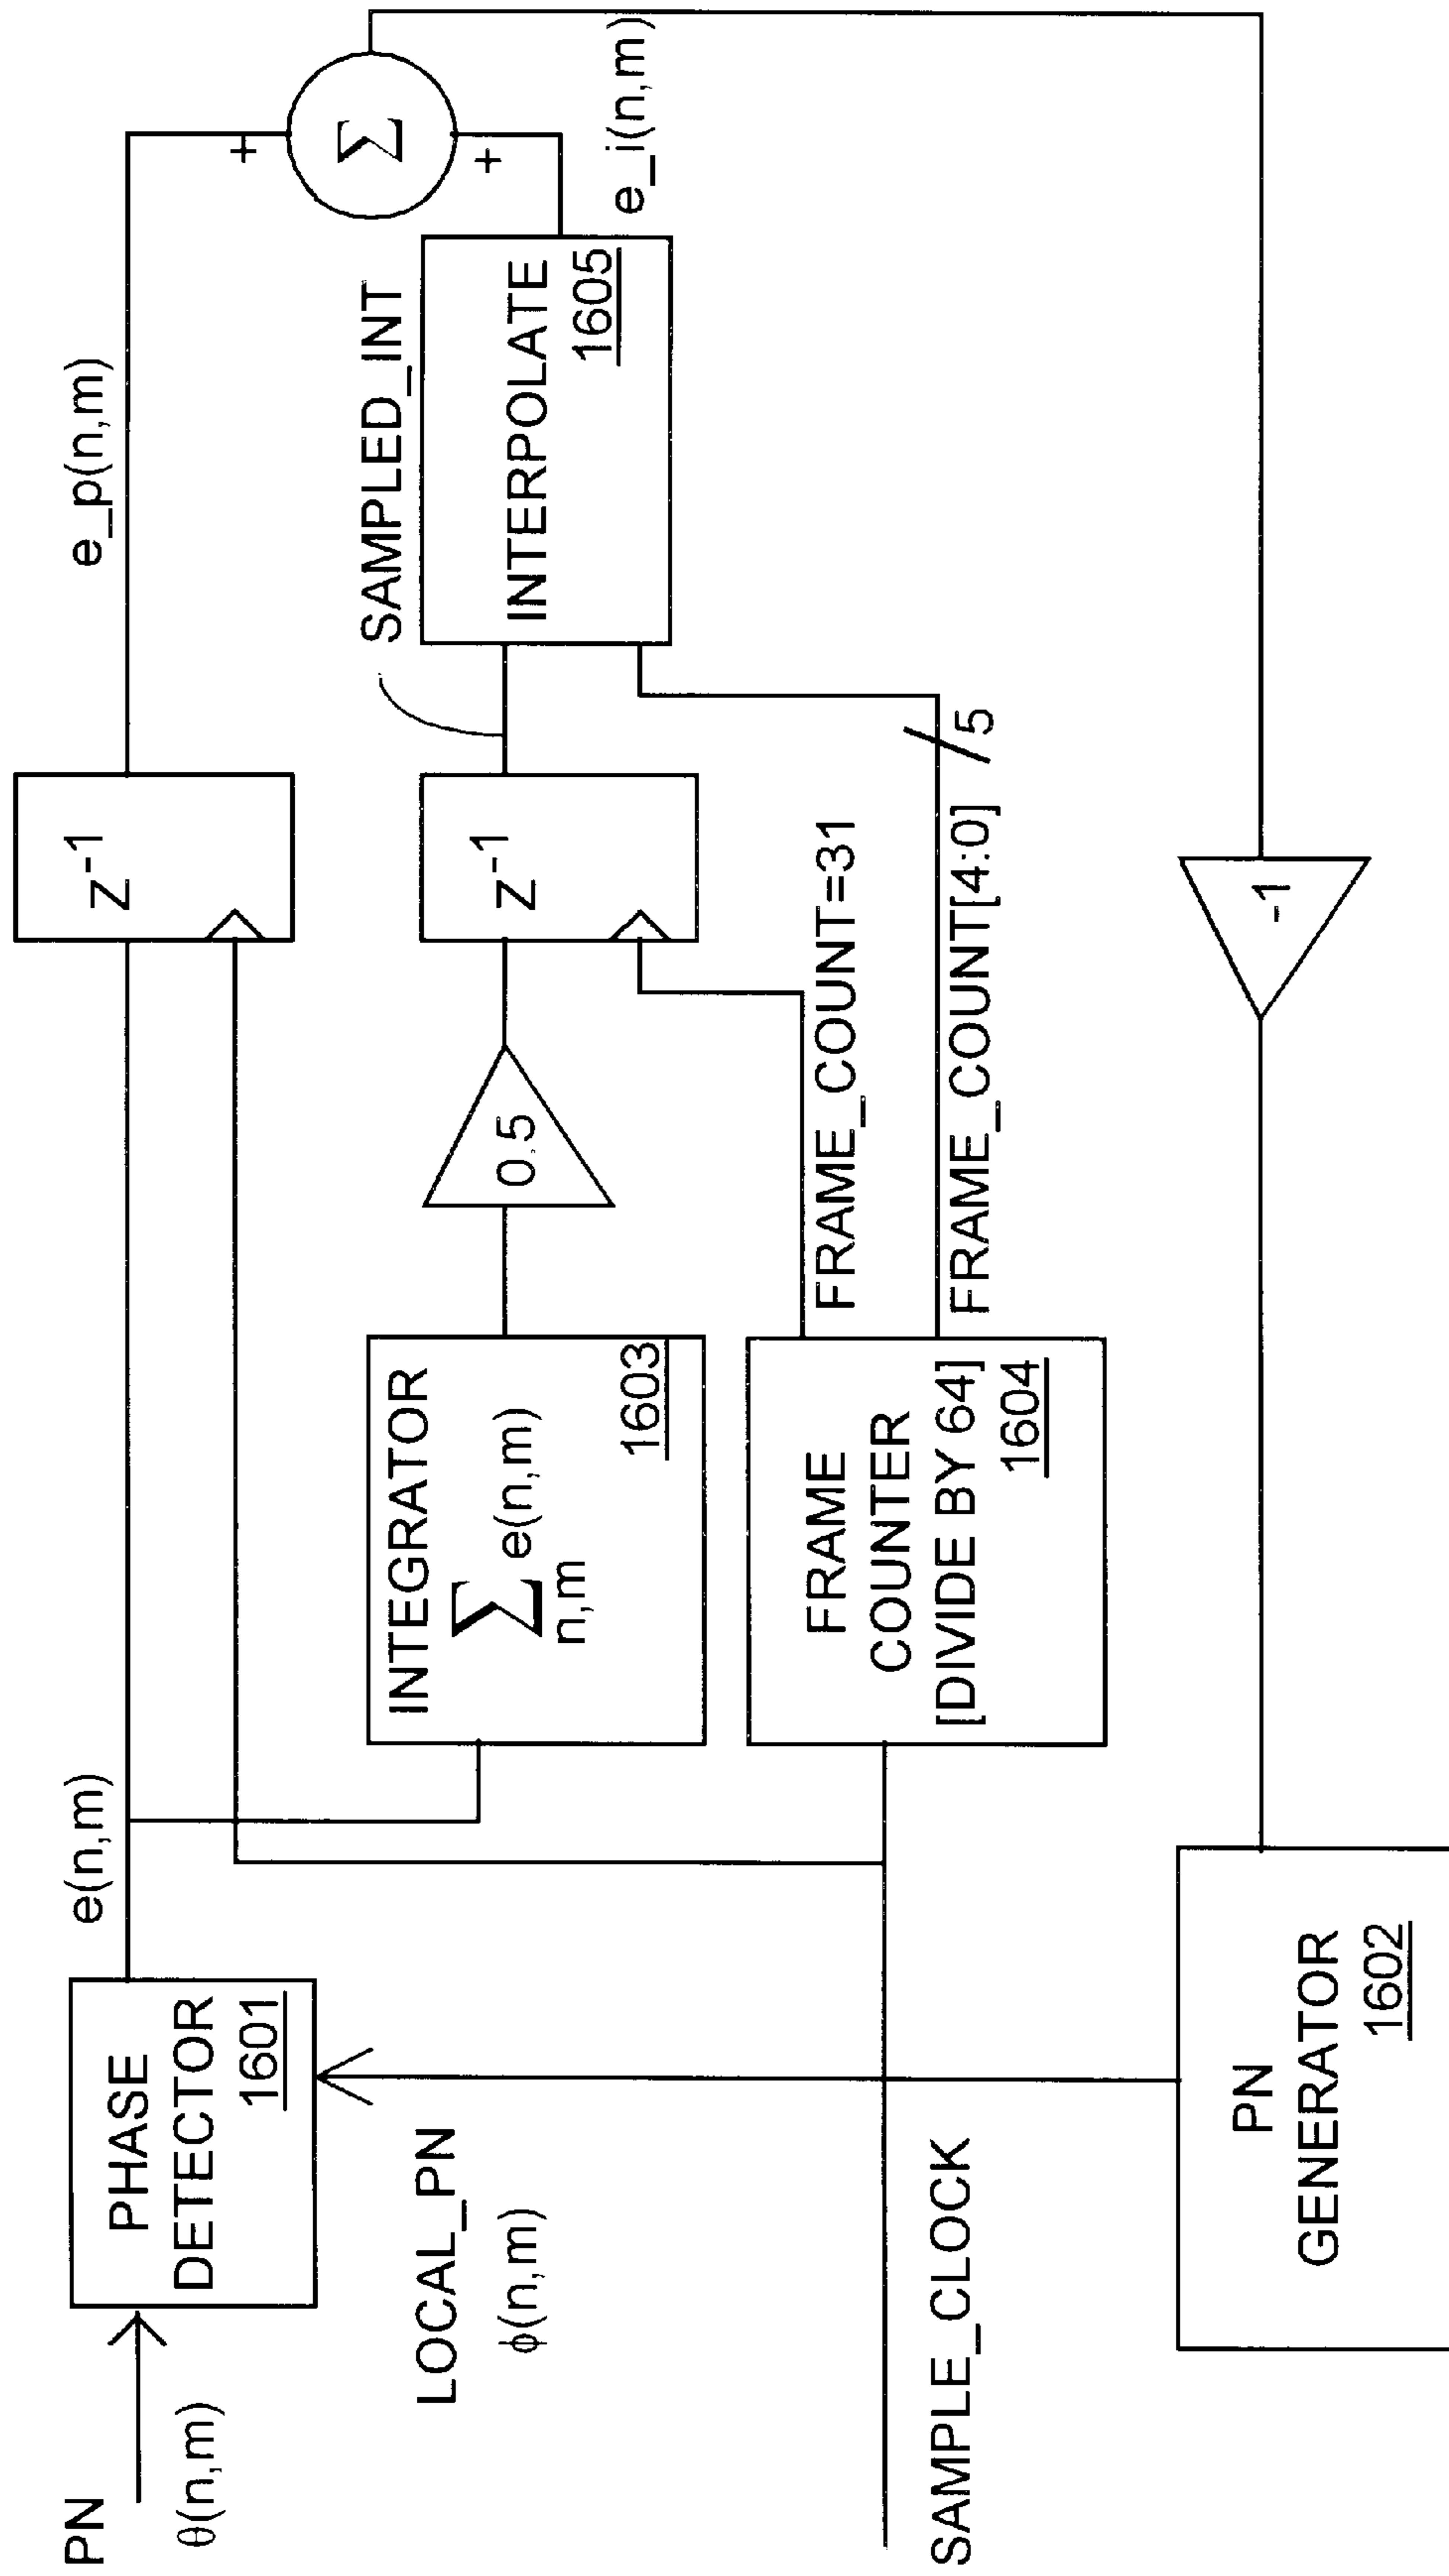 PN
θ(n,m)
PHASE
DETECTOR
1601
e(n,m)
z-1
e_p(n,m)
+
Σ
+
e_i(n,m)
LOCAL_PN
ϕ(n,m)
INTEGRATOR
Σ e(n,m)
n,m
1603
0.5
z-1
SAMPLED_INT
INTERPOLATE
1605
SAMPLE_CLOCK
FRAME
COUNTER
[DIVIDE BY 64]
1604
FRAME_COUNT=31
FRAME_COUNT[4:0]
/5
PN
GENERATOR
1602
-1